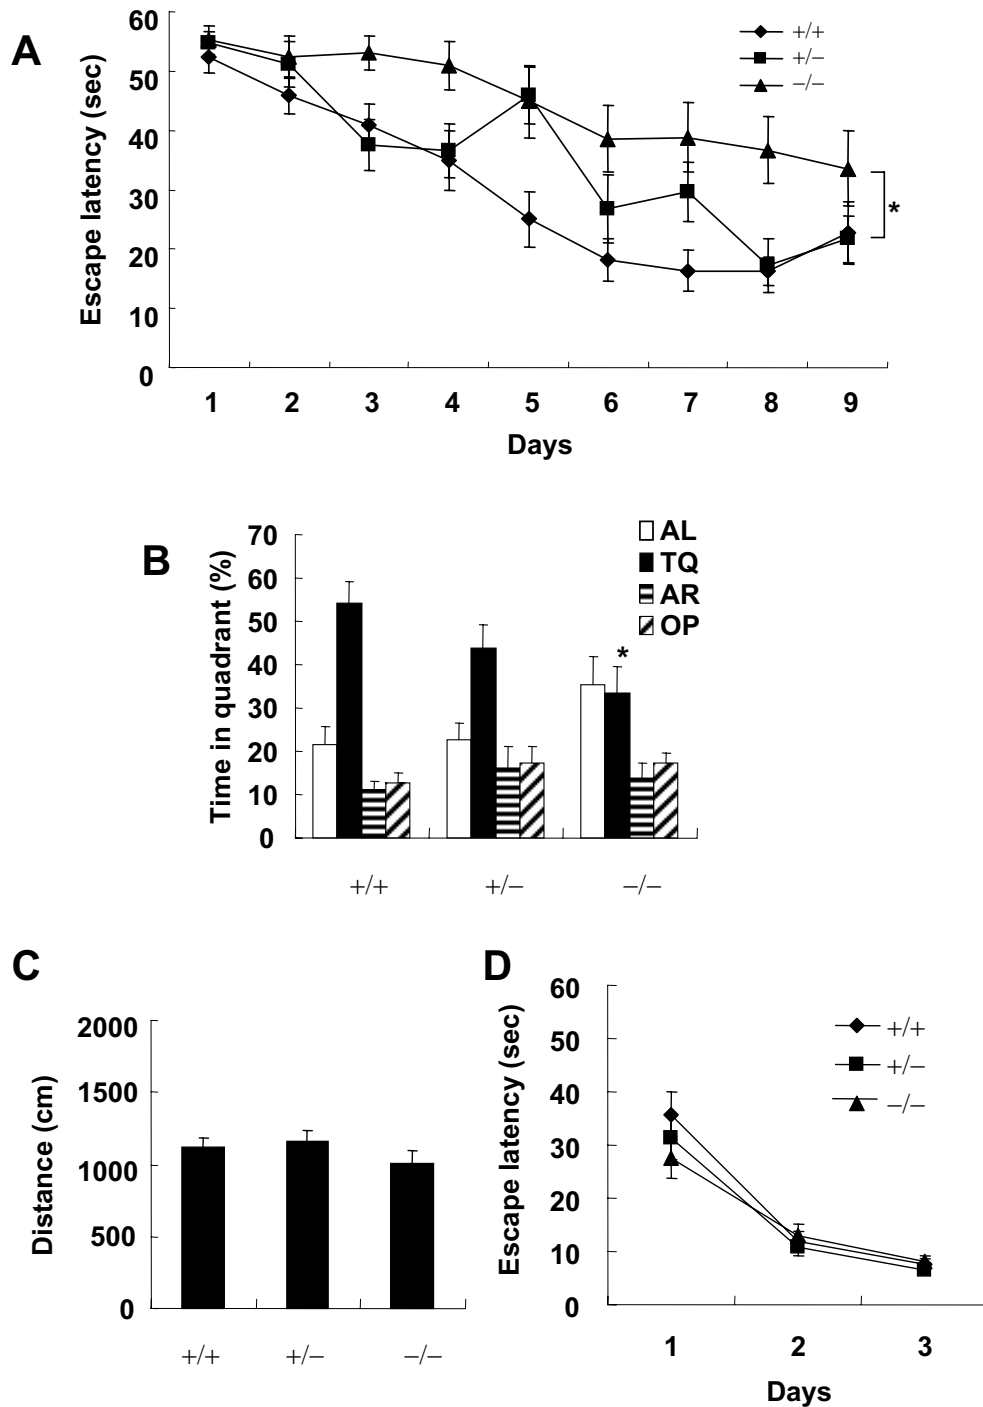 A
Escape latency (sec)
60
50
40
30
20
10
0
1 2 3 4 5 6 7 8 9
Days
+/+
+/−
−/−
*
B
Time in quadrant (%)
70
60
50
40
30
20
10
0
AL
TQ
AR
OP
*
+/+ +/− −/−
C
Distance (cm)
2000
1500
1000
500
0
+/+ +/− −/−
D
Escape latency (sec)
60
50
40
30
20
10
0
+/+
+/−
−/−
1 2 3
Days